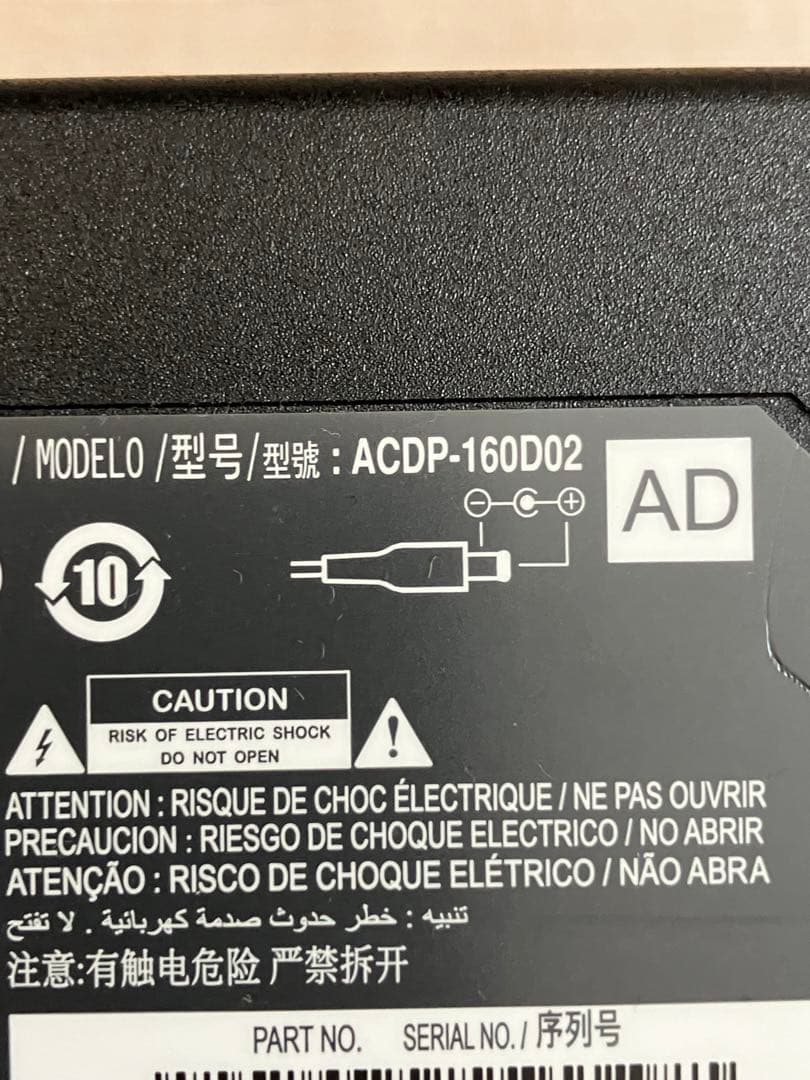 / MODELO /型号/型號 : ACDP-160D02
AD
10
CAUTION
RISK OF ELECTRIC SHOCK
DO NOT OPEN
ATTENTION : RISQUE DE CHOC ÉLECTRIQUE / NE PAS OUVRIR
PRECAUCION : RIESGO DE CHOQUE ELECTRICO / NO ABRIR
ATENÇÃO : RISCO DE CHOQUE ELÉTRICO / NÃO ABRA
تنبيه : خطر حدوث صدمة كهربائية . لا تفتح
注意:有触电危险 严禁拆开
PART NO. SERIAL NO. / 序列号